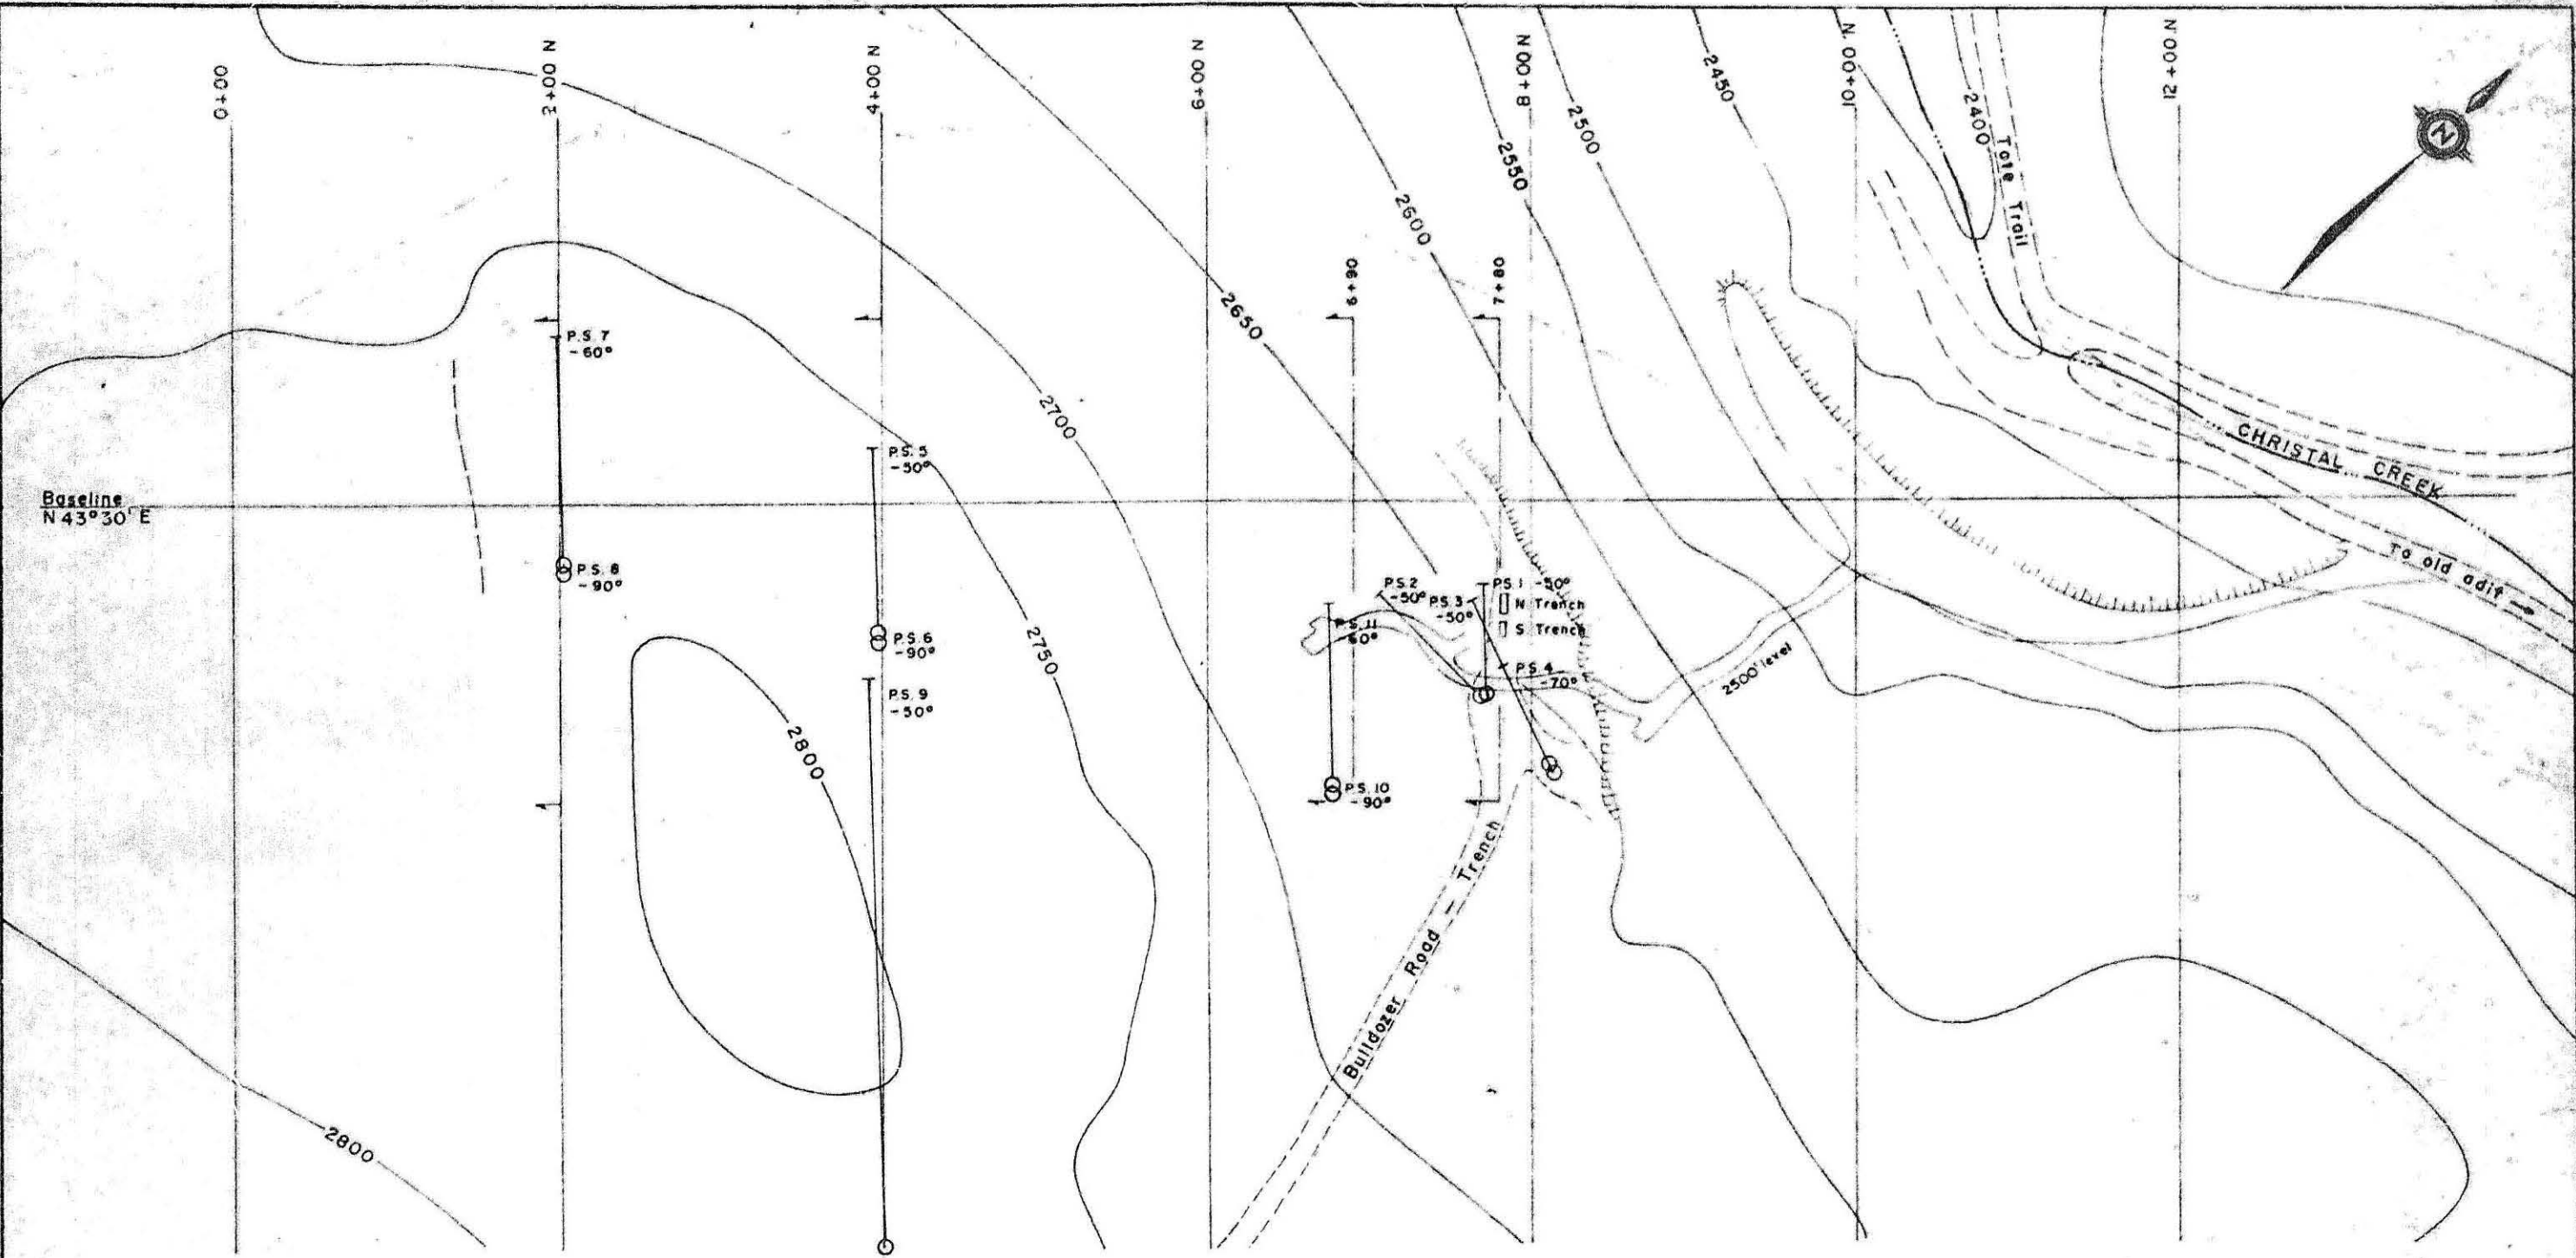 0+00
2+00 N
4+00 N
6+00 N
8+00 N
10+00 N
12+00 N
2450
2500
2550
2600
2400
Tote Trail
N
6+90
7+80
2650
2700
P.S. 7
-60°
P.S. 5
-50°
Baseline
N 43°30' E
CHRISTAL CREEK
To old adit
P.S. 8
-90°
P.S. 2
-50°
P.S. 3
-50°
P.S. 1 -50°
N Trench
S Trench
P.S. 11
-60°
P.S. 6
-90°
2750
P.S. 4
-70°
2500' level
P.S. 9
-50°
2800
P.S. 10
-90°
Bulldozer Road - Trench
2800